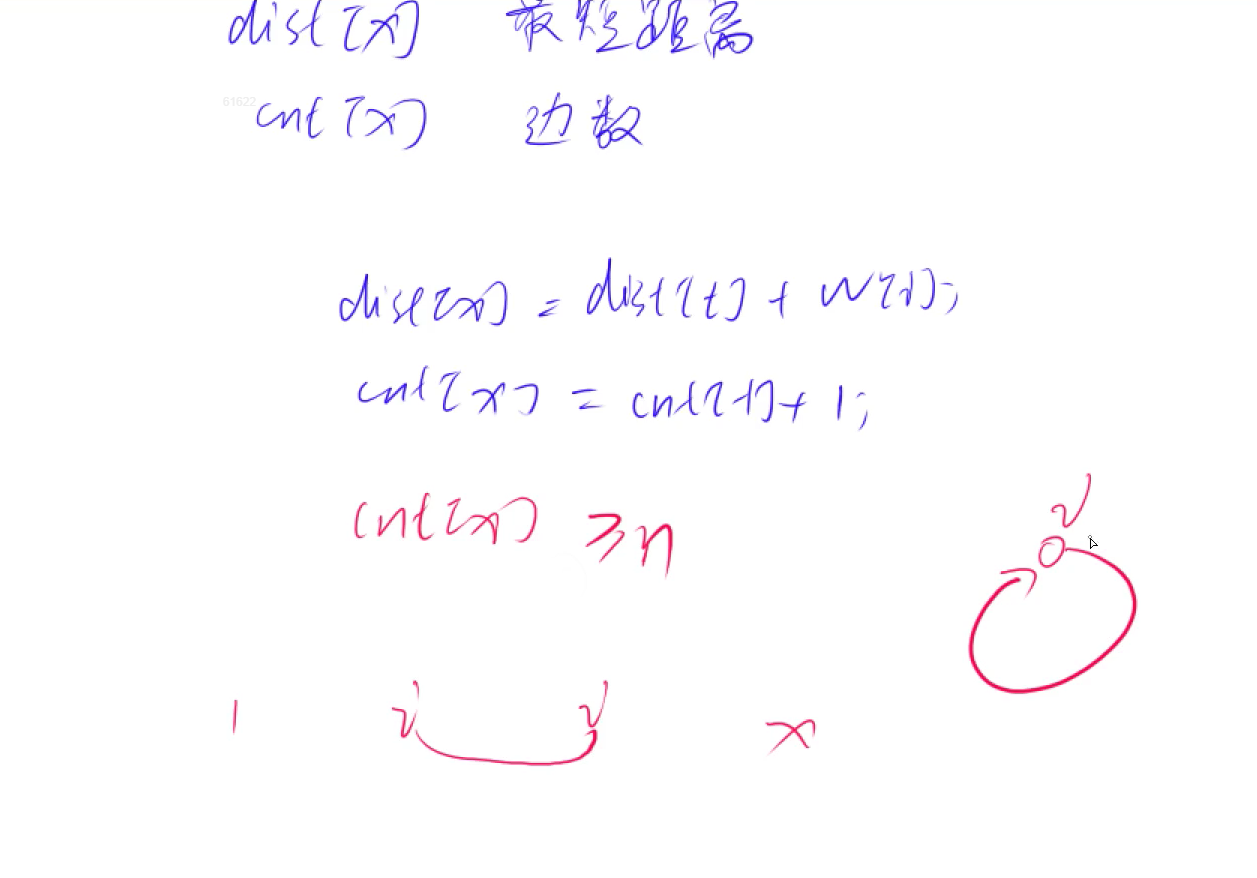 dist[x] 最短距离
61622
cnt[x] 边数
dist[x] = dist[t] + w[i];
cnt[x] = cnt[t] + 1;
cnt[x] ≥ n
i
1 i i x